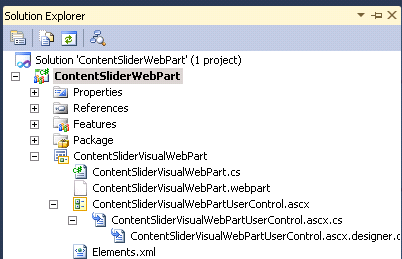 Solution Explorer
Solution 'ContentSliderWebPart' (1 project)
ContentSliderWebPart
Properties
References
Features
Package
ContentSliderVisualWebPart
ContentSliderVisualWebPart.cs
ContentSliderVisualWebPart.webpart
ContentSliderVisualWebPartUserControl.ascx
ContentSliderVisualWebPartUserControl.ascx.cs
ContentSliderVisualWebPartUserControl.ascx.designer.c
Elements.xml